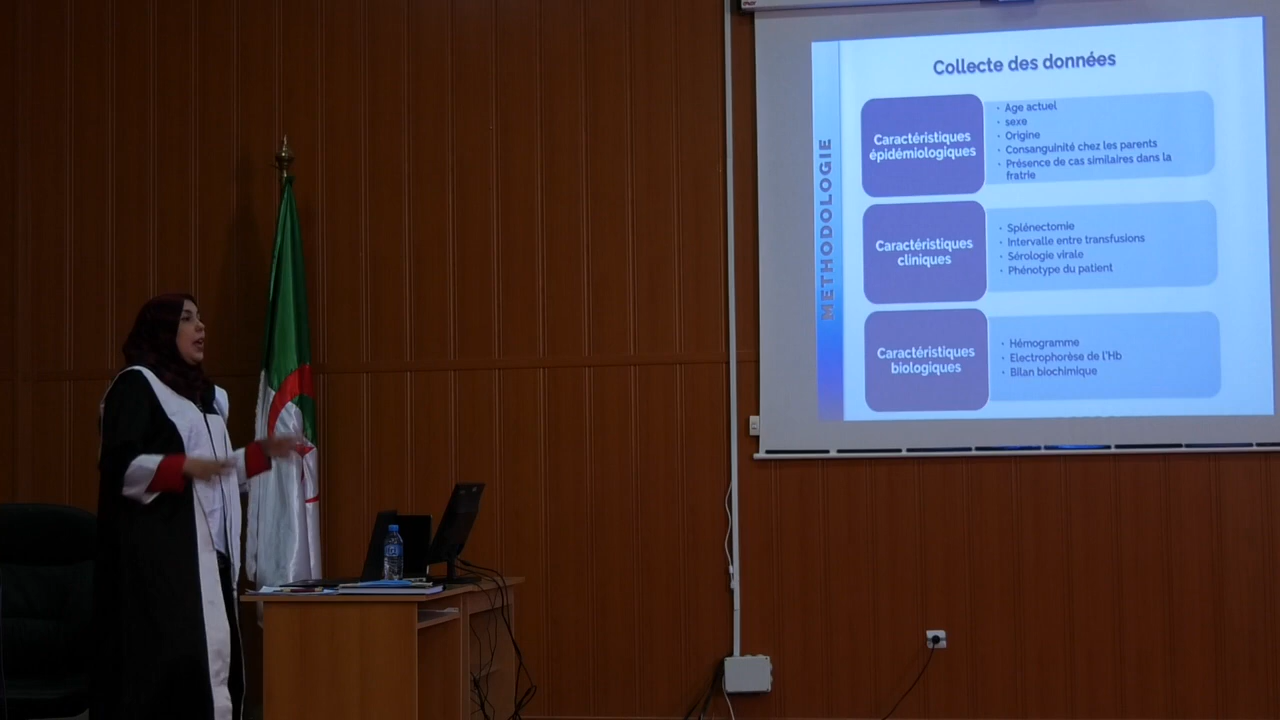 Collecte des données
METHODOLOGIE
Caractéristiques
épidémiologiques
• Age actuel
• sexe
• Origine
• Consanguinité chez les parents
• Présence de cas similaires dans la
fratrie
Caractéristiques
cliniques
• Splénectomie
• Intervalle entre transfusions
• Sérologie virale
• Phénotype du patient
Caractéristiques
biologiques
• Hémogramme
• Electrophorèse de l'Hb
• Bilan biochimique